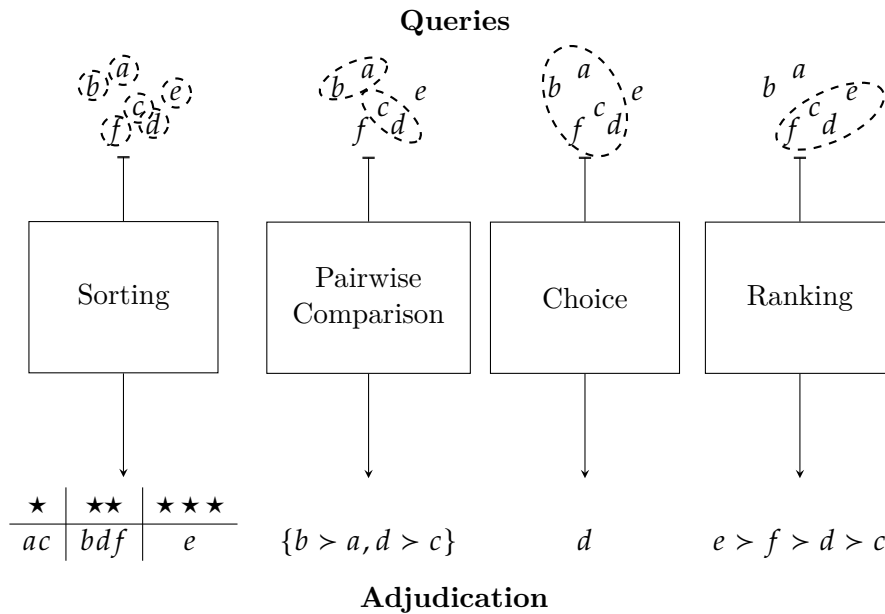 Queries
a
b
e
c
f
d
a
b
e
c
f
d
a
b
e
c
f
d
a
b
e
c
f
d
Sorting
Pairwise
Comparison
Choice
Ranking
★ ★★ ★ ★ ★
ac bdf e
{b ≻ a, d ≻ c}
d
e ≻ f ≻ d ≻ c
Adjudication